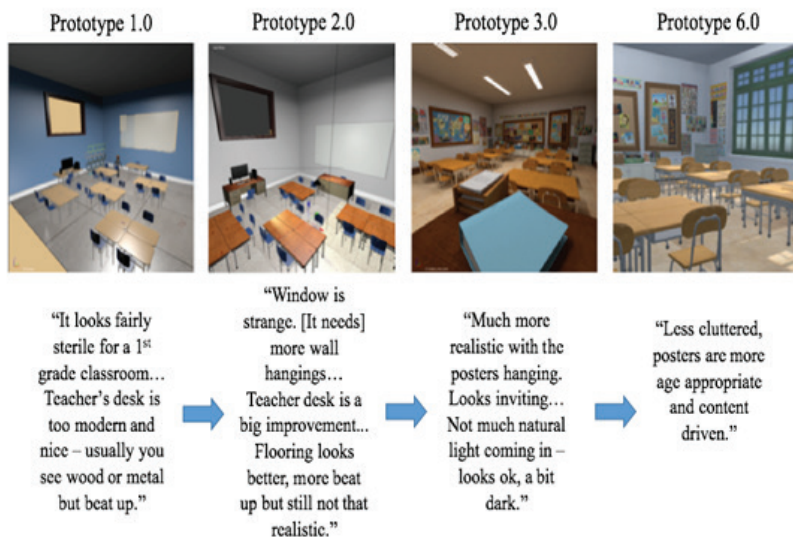 Prototype 1.0
Prototype 2.0
Prototype 3.0
Prototype 6.0
“It looks fairly
sterile for a 1st
grade classroom…
Teacher’s desk is
too modern and
nice – usually you
see wood or metal
but beat up.”
“Window is
strange. [It needs]
more wall
hangings…
Teacher desk is a
big improvement...
Flooring looks
better, more beat
up but still not that
realistic.”
“Much more
realistic with the
posters hanging.
Looks inviting…
Not much natural
light coming in –
looks ok, a bit
dark.”
“Less cluttered,
posters are more
age appropriate
and content
driven.”